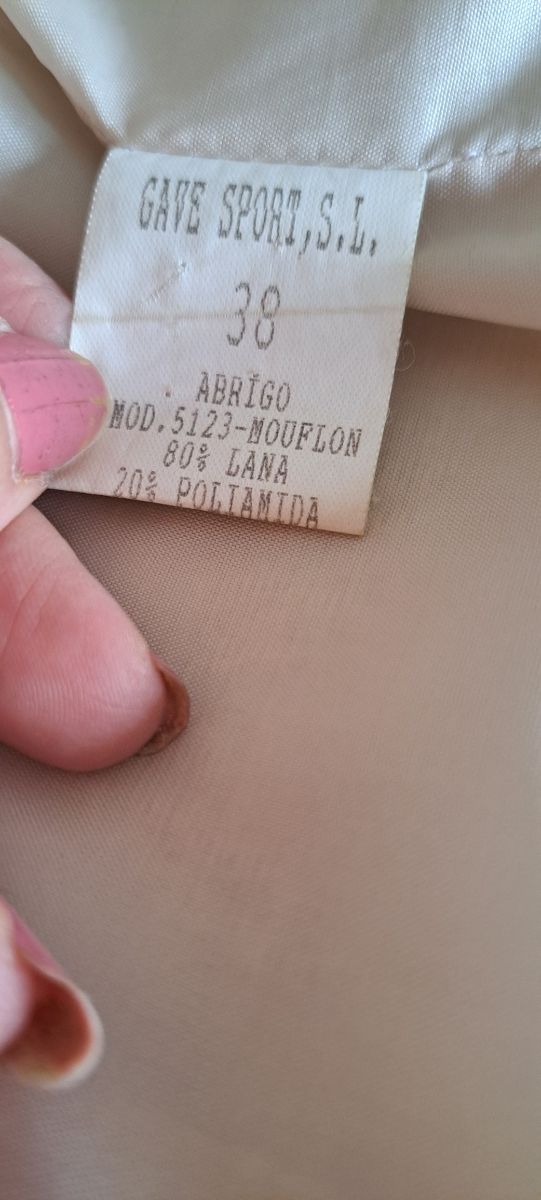 GAVE SPORT,S.L.
38
ABRIGO
MOD.5123-MOUFLON
80% LANA
20% POLIAMIDA